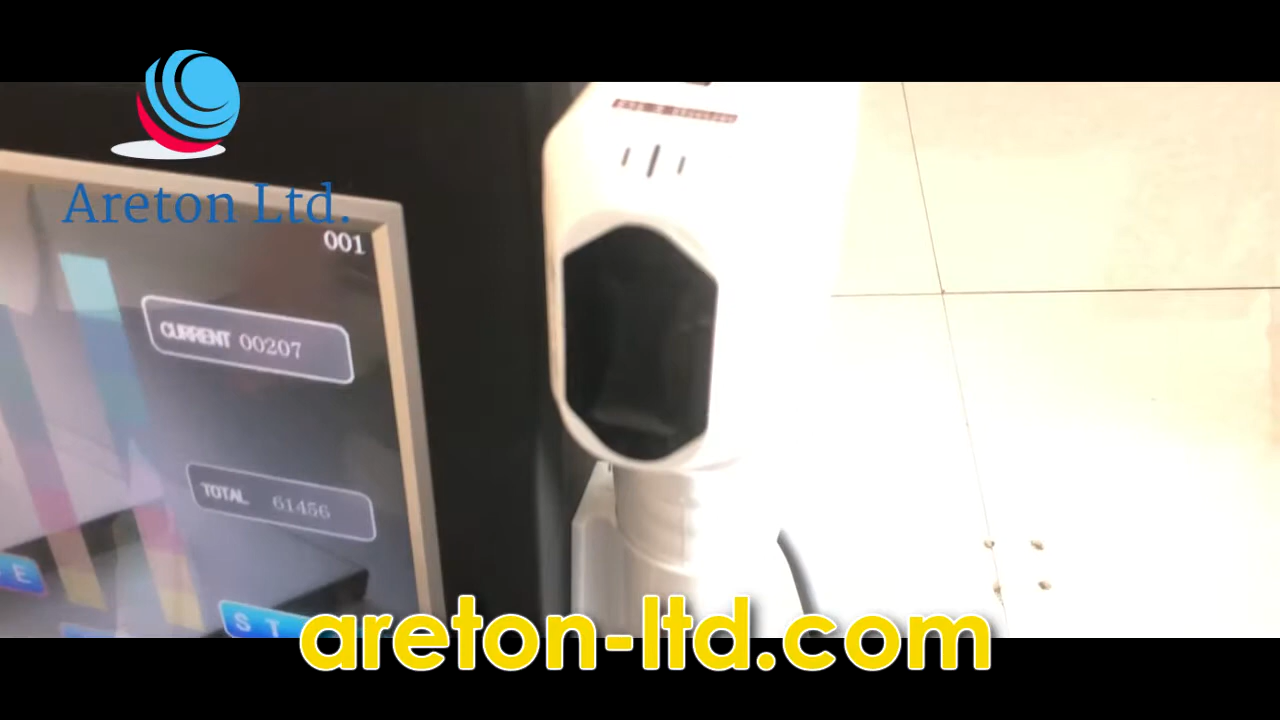 Areton Ltd.
001
CURRENT 00207
TOTAL 61456
E
S T
areton-ltd.com